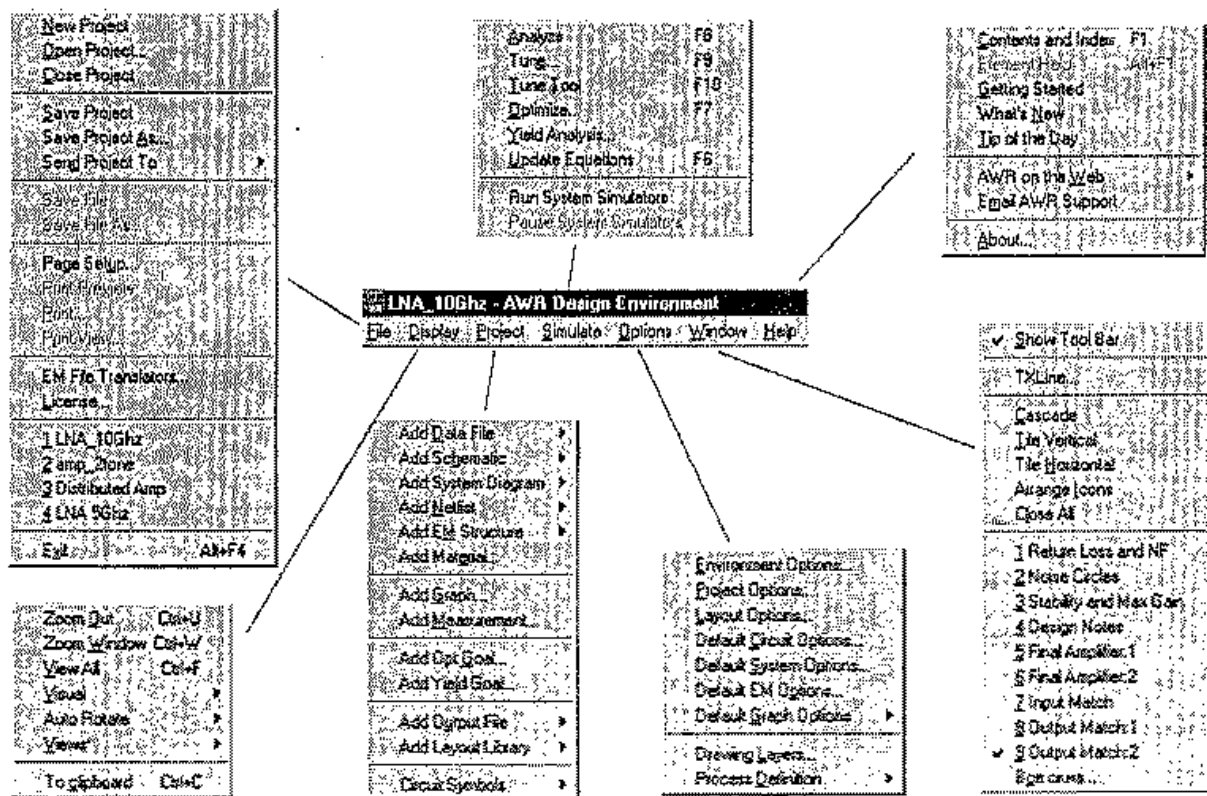 New Project
Open Project...
Close Project
Save Project
Save Project As...
Send Project To
Save File
Save File As...
Page Setup...
Print Preview
Print...
Print View...
EM File Translators...
License...
1 LNA_10Ghz
2 amp_2tone
3 Distributed Amp
4 LNA 5Ghz
Exit Alt+F4
Analyze F8
Tune... F9
Tune Tool F10
Optimize... F7
Yield Analysis...
Update Equations F6
Run System Simulators
Pause System Simulators
Contents and Index F1
Element Help Alt+F1
Getting Started
What's New
Tip of the Day
AWR on the Web
Email AWR Support
About...
LNA_10Ghz - AWR Design Environment
File Display Project Simulate Options Window Help
Zoom Out Ctrl+U
Zoom Window Ctrl+W
View All Ctrl+F
Visual
Auto Rotate
Views
To clipboard Ctrl+C
Add Data File
Add Schematic
Add System Diagram
Add Netlist
Add EM Structure
Add Material...
Add Graph...
Add Measurement...
Add Opt Goal...
Add Yield Goal...
Add Output File
Add Layout Library
Circuit Symbols
Environment Options...
Project Options...
Layout Options...
Default Circuit Options...
Default System Options...
Default EM Options...
Default Graph Options
Drawing Layers...
Process Definition
Show Tool Bar
TXLine...
Cascade
Tile Vertical
Tile Horizontal
Arrange Icons
Close All
1 Return Loss and NF
2 Noise Circles
3 Stability and Max Gain
4 Design Notes
5 Final Amplifier:1
6 Final Amplifier:2
7 Input Match
8 Output Match:1
9 Output Match:2